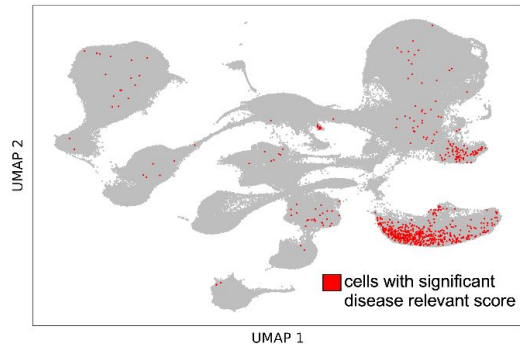 UMAP 2
cells with significant
disease relevant score
UMAP 1